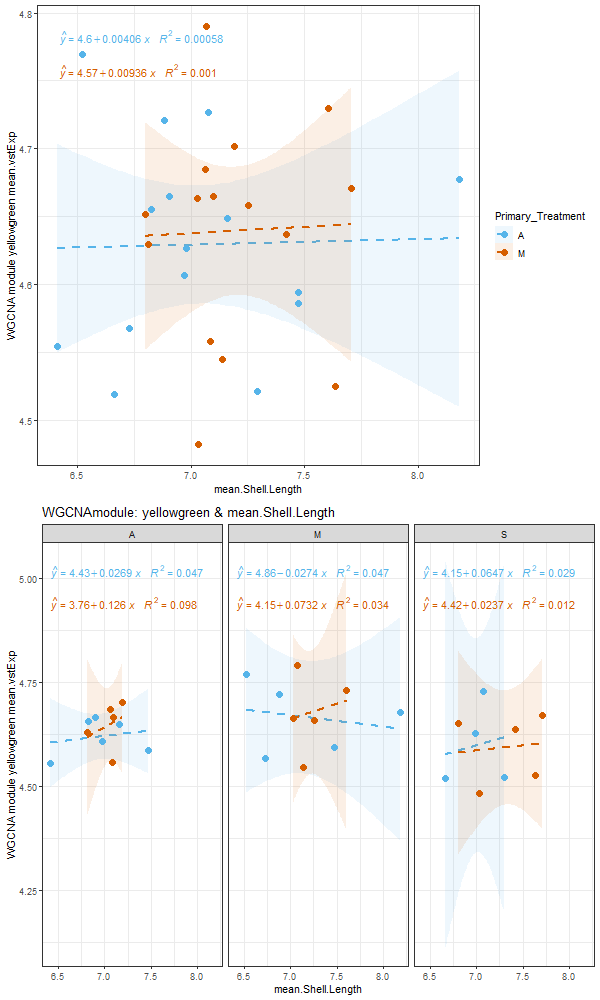 4.8
ŷ = 4.6 + 0.00406 x R² = 0.00058
ŷ = 4.57 + 0.00936 x R² = 0.001
4.7
4.6
4.5
WGCNA module yellowgreen mean.vstExp
6.5 7.0 7.5 8.0
mean.Shell.Length
Primary_Treatment
A
M
WGCNAmodule: yellowgreen & mean.Shell.Length
A M S
ŷ = 4.43 + 0.0269 x R² = 0.047
ŷ = 3.76 + 0.126 x R² = 0.098
ŷ = 4.86 − 0.0274 x R² = 0.047
ŷ = 4.15 + 0.0732 x R² = 0.034
ŷ = 4.15 + 0.0647 x R² = 0.029
ŷ = 4.42 + 0.0237 x R² = 0.012
5.00
4.75
4.50
4.25
WGCNA module yellowgreen mean.vstExp
6.5 7.0 7.5 8.0 6.5 7.0 7.5 8.0 6.5 7.0 7.5 8.0
mean.Shell.Length